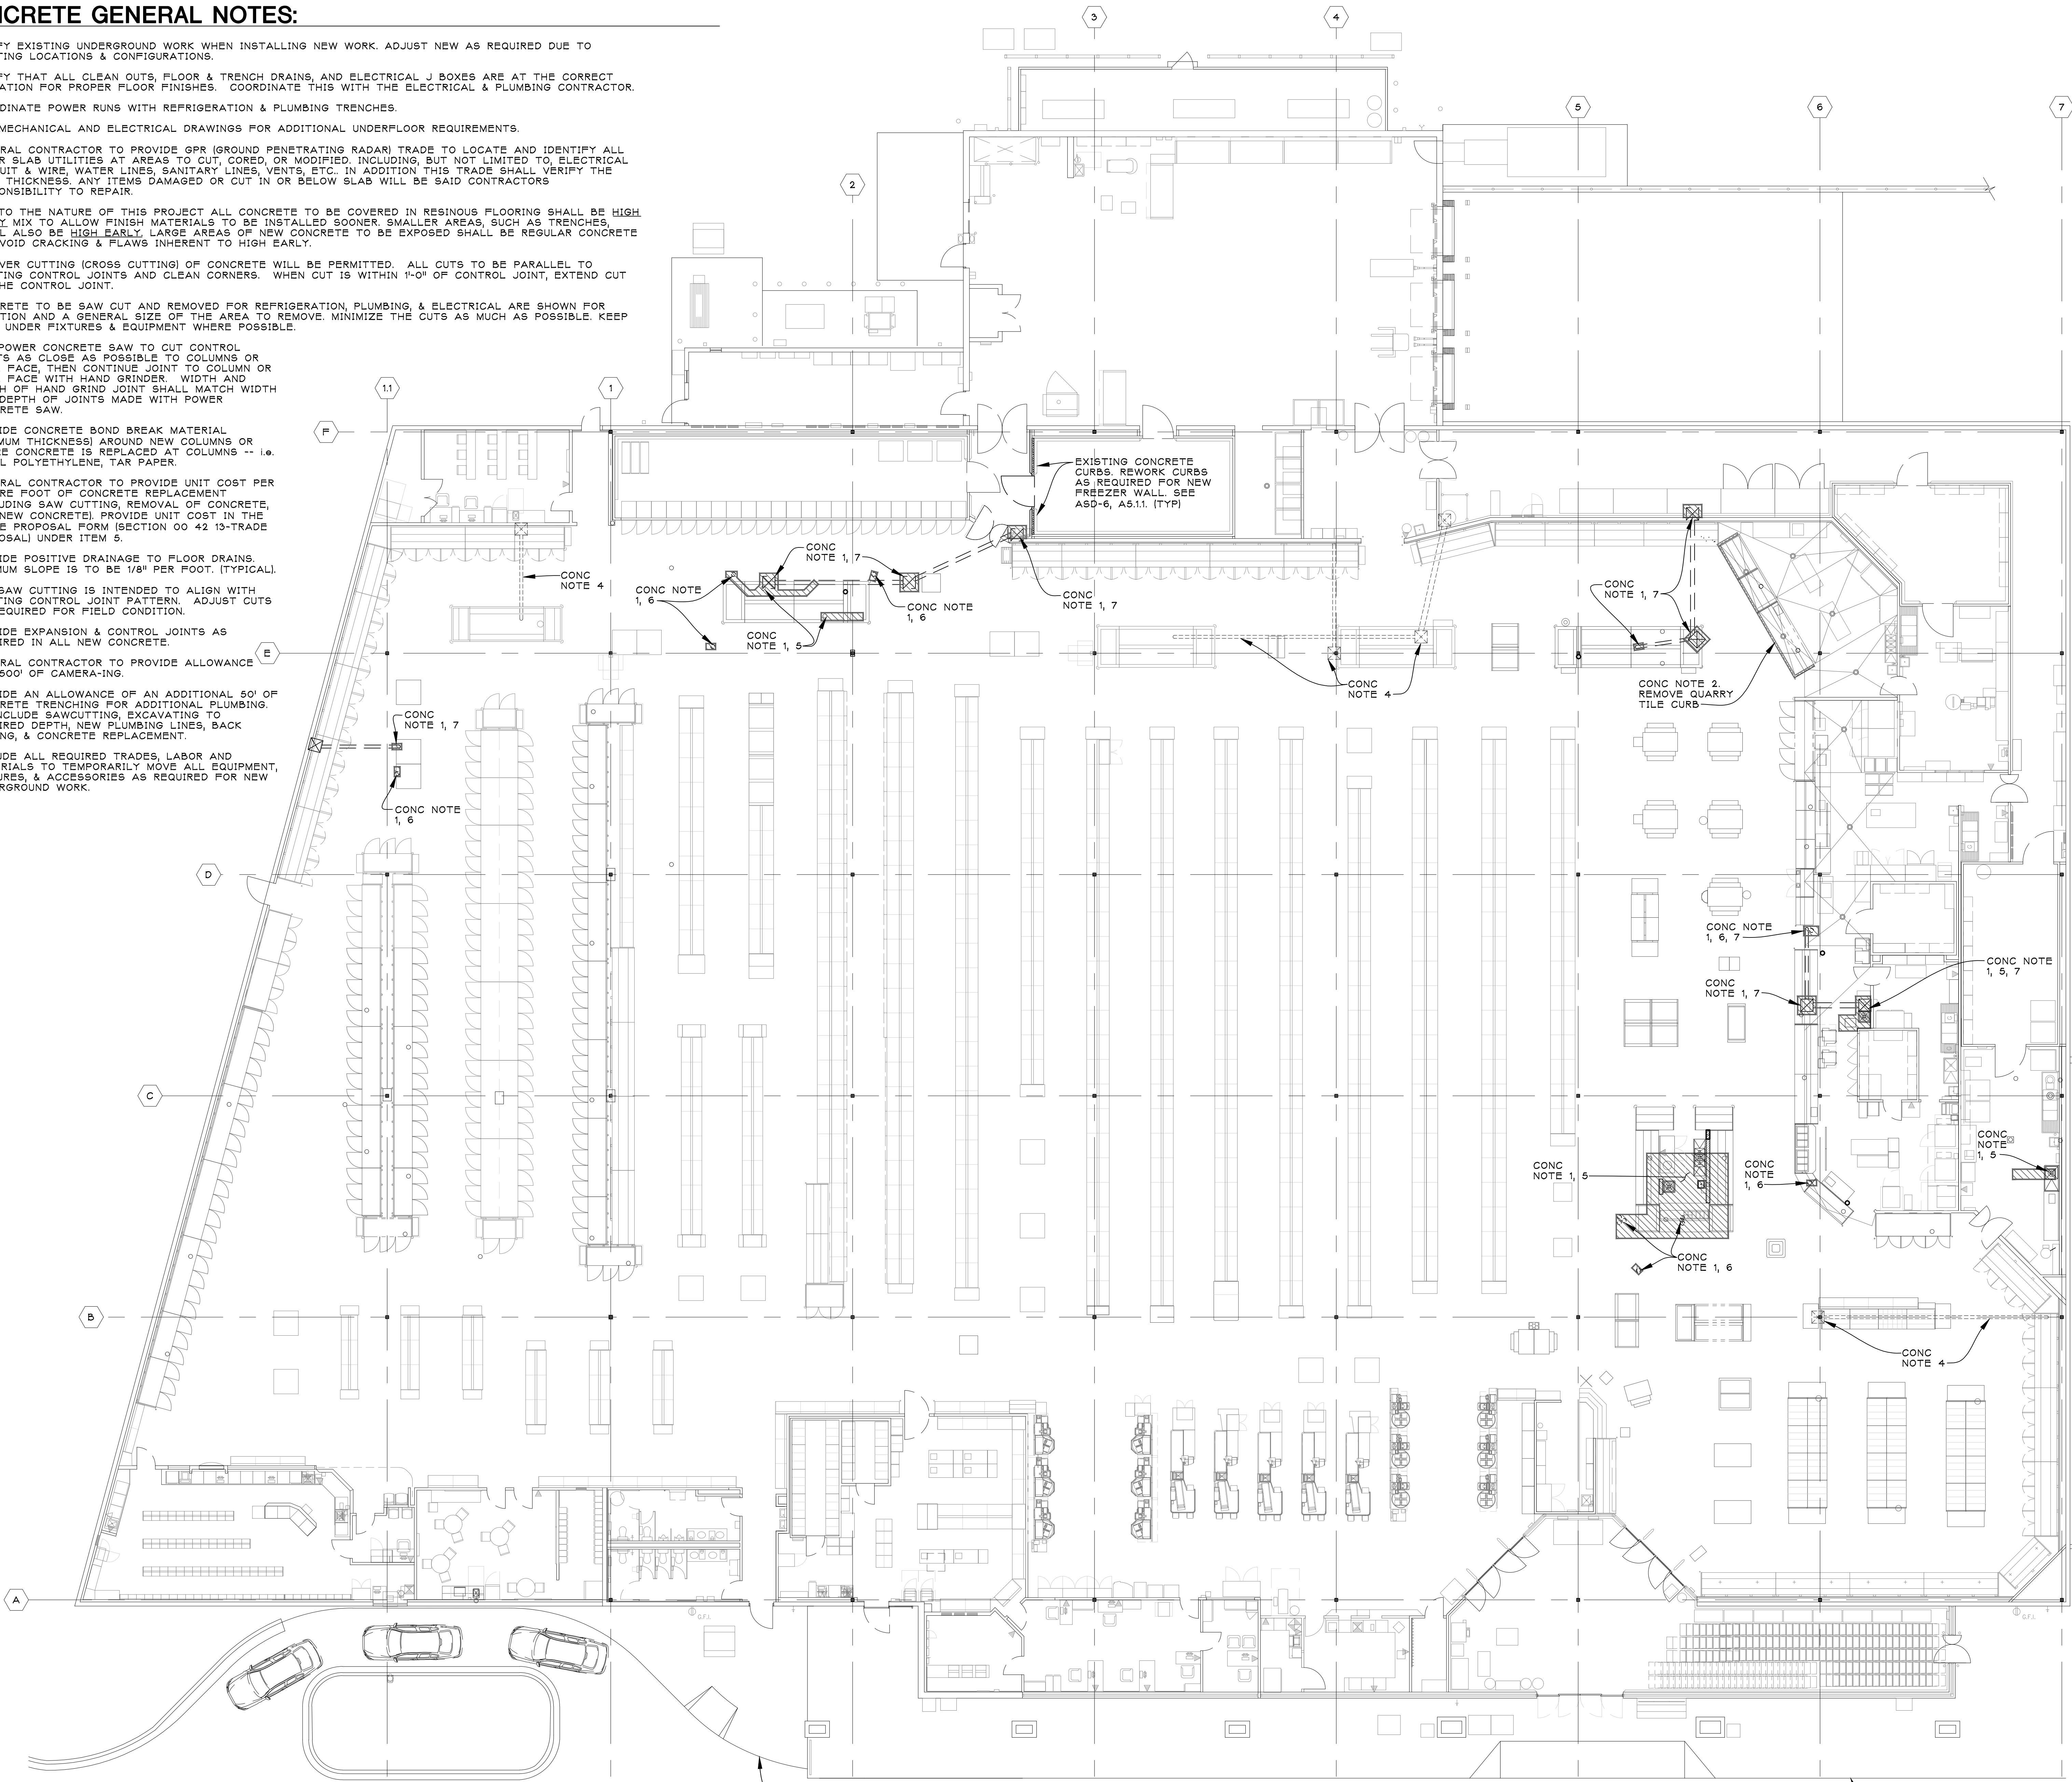 NCRETE GENERAL NOTES:
FY EXISTING UNDERGROUND WORK WHEN INSTALLING NEW WORK. ADJUST NEW AS REQUIRED DUE TO
TING LOCATIONS & CONFIGURATIONS.
FY THAT ALL CLEAN OUTS, FLOOR & TRENCH DRAINS, AND ELECTRICAL J BOXES ARE AT THE CORRECT
ATION FOR PROPER FLOOR FINISHES. COORDINATE THIS WITH THE ELECTRICAL & PLUMBING CONTRACTOR.
DINATE POWER RUNS WITH REFRIGERATION & PLUMBING TRENCHES.
MECHANICAL AND ELECTRICAL DRAWINGS FOR ADDITIONAL UNDERFLOOR REQUIREMENTS.
RAL CONTRACTOR TO PROVIDE GPR (GROUND PENETRATING RADAR) TRADE TO LOCATE AND IDENTIFY ALL
R SLAB UTILITIES AT AREAS TO CUT, CORED, OR MODIFIED. INCLUDING, BUT NOT LIMITED TO, ELECTRICAL
UIT & WIRE, WATER LINES, SANITARY LINES, VENTS, ETC.. IN ADDITION THIS TRADE SHALL VERIFY THE
THICKNESS. ANY ITEMS DAMAGED OR CUT IN OR BELOW SLAB WILL BE SAID CONTRACTORS
ONSIBILITY TO REPAIR.
TO THE NATURE OF THIS PROJECT ALL CONCRETE TO BE COVERED IN RESINOUS FLOORING SHALL BE HIGH
Y MIX TO ALLOW FINISH MATERIALS TO BE INSTALLED SOONER. SMALLER AREAS, SUCH AS TRENCHES,
L ALSO BE HIGH EARLY. LARGE AREAS OF NEW CONCRETE TO BE EXPOSED SHALL BE REGULAR CONCRETE
VOID CRACKING & FLAWS INHERENT TO HIGH EARLY.
VER CUTTING (CROSS CUTTING) OF CONCRETE WILL BE PERMITTED. ALL CUTS TO BE PARALLEL TO
TING CONTROL JOINTS AND CLEAN CORNERS. WHEN CUT IS WITHIN 1'-0" OF CONTROL JOINT, EXTEND CUT
HE CONTROL JOINT.
RETE TO BE SAW CUT AND REMOVED FOR REFRIGERATION, PLUMBING, & ELECTRICAL ARE SHOWN FOR
TION AND A GENERAL SIZE OF THE AREA TO REMOVE. MINIMIZE THE CUTS AS MUCH AS POSSIBLE. KEEP
UNDER FIXTURES & EQUIPMENT WHERE POSSIBLE.
POWER CONCRETE SAW TO CUT CONTROL
TS AS CLOSE AS POSSIBLE TO COLUMNS OR
FACE, THEN CONTINUE JOINT TO COLUMN OR
FACE WITH HAND GRINDER. WIDTH AND
H OF HAND GRIND JOINT SHALL MATCH WIDTH
DEPTH OF JOINTS MADE WITH POWER
RETE SAW.
IDE CONCRETE BOND BREAK MATERIAL
MUM THICKNESS) AROUND NEW COLUMNS OR
RE CONCRETE IS REPLACED AT COLUMNS -- i.e.
L POLYETHYLENE, TAR PAPER.
RAL CONTRACTOR TO PROVIDE UNIT COST PER
RE FOOT OF CONCRETE REPLACEMENT
UDING SAW CUTTING, REMOVAL OF CONCRETE,
NEW CONCRETE). PROVIDE UNIT COST IN THE
E PROPOSAL FORM (SECTION 00 42 13-TRADE
OSAL) UNDER ITEM 5.
IDE POSITIVE DRAINAGE TO FLOOR DRAINS.
MUM SLOPE IS TO BE 1/8" PER FOOT. (TYPICAL).
SAW CUTTING IS INTENDED TO ALIGN WITH
TING CONTROL JOINT PATTERN. ADJUST CUTS
EQUIRED FOR FIELD CONDITION.
IDE EXPANSION & CONTROL JOINTS AS
IRED IN ALL NEW CONCRETE.
RAL CONTRACTOR TO PROVIDE ALLOWANCE
500' OF CAMERA-ING.
IDE AN ALLOWANCE OF AN ADDITIONAL 50' OF
RETE TRENCHING FOR ADDITIONAL PLUMBING.
NCLUDE SAWCUTTING, EXCAVATING TO
IRED DEPTH, NEW PLUMBING LINES, BACK
NG, & CONCRETE REPLACEMENT.
UDE ALL REQUIRED TRADES, LABOR AND
RIALS TO TEMPORARILY MOVE ALL EQUIPMENT,
URES, & ACCESSORIES AS REQUIRED FOR NEW
RGROUND WORK.
3
4
5
6
7
2
1.1
1
F
E
D
C
B
A
EXISTING CONCRETE
CURBS. REWORK CURBS
AS REQUIRED FOR NEW
FREEZER WALL. SEE
ASD-6, A5.1.1. (TYP)
CONC
NOTE 4
CONC
NOTE 1, 7
CONC NOTE
1, 6
CONC
NOTE 1, 5
CONC NOTE
1, 6
CONC
NOTE 1, 7
CONC
NOTE 4
CONC
NOTE 1, 7
CONC NOTE 2.
REMOVE QUARRY
TILE CURB
CONC
NOTE 1, 7
CONC NOTE
1, 6
CONC NOTE
1, 6, 7
CONC NOTE
1, 5, 7
CONC
NOTE 1, 7
CONC
NOTE
1, 5
CONC
NOTE 1, 5
CONC
NOTE
1, 6
CONC
NOTE 1, 6
CONC
NOTE 4
G.F.I.
G.F.I.